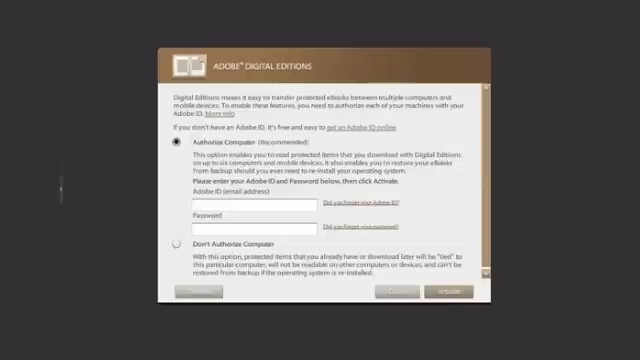 ADOBE® DIGITAL EDITIONS
Digital Editions makes it easy to transfer protected eBooks between multiple computers and
mobile devices. To enable these features, you need to authorize each of your machines with your
Adobe ID. More info
If you don't have an Adobe ID, it's free and easy to get an Adobe ID online
Authorize Computer (Recommended)
This option enables you to read protected items that you download with Digital Editions
on up to six computers and mobile devices. It also enables you to restore your eBooks
from backup should you ever need to re-install your operating system.
Please enter your Adobe ID and Password below, then click Activate.
Adobe ID (email address)
Did you forget your Adobe ID?
Password
Did you forget your password?
Don't Authorize Computer
With this option, protected items that you already have or download later will be "tied" to
this particular computer, will not be readable on other computers or devices, and can't be
restored from backup if the operating system is re-installed.
Activate